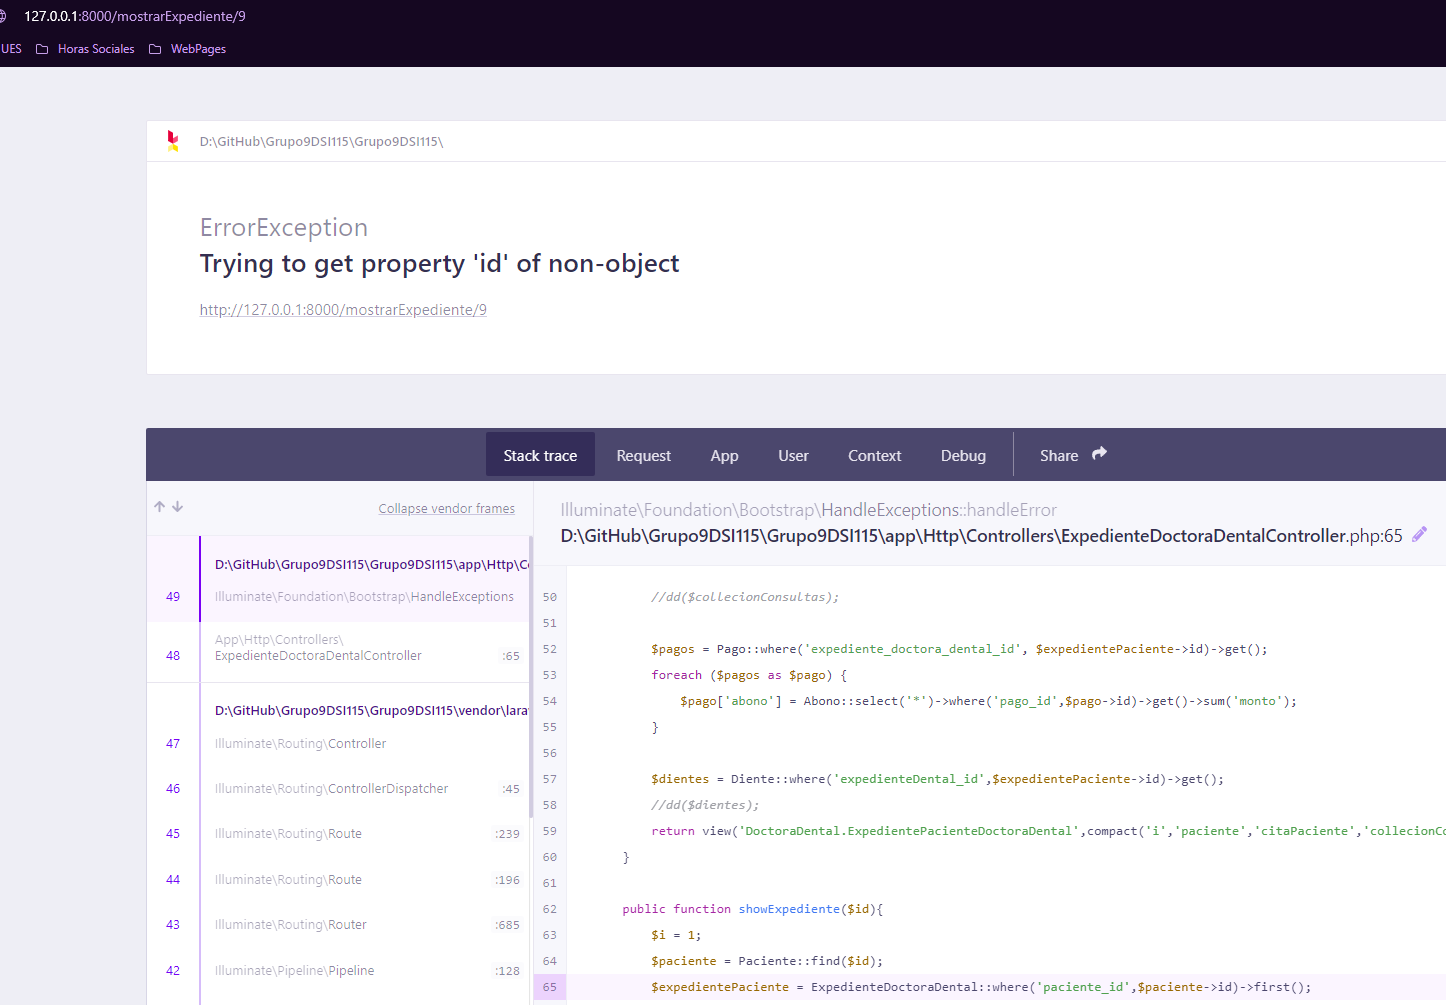 127.0.0.1:8000/mostrarExpediente/9
UES Horas Sociales WebPages
D:\GitHub\Grupo9DSI115\Grupo9DSI115\
ErrorException
Trying to get property 'id' of non-object
http://127.0.0.1:8000/mostrarExpediente/9
Stack trace Request App User Context Debug Share
Collapse vendor frames
D:\GitHub\Grupo9DSI115\Grupo9DSI115\app\Http\Co
49 Illuminate\Foundation\Bootstrap\HandleExceptions
App\Http\Controllers\
48 ExpedienteDoctoraDentalController :65
D:\GitHub\Grupo9DSI115\Grupo9DSI115\vendor\larav
47 Illuminate\Routing\Controller
46 Illuminate\Routing\ControllerDispatcher :45
45 Illuminate\Routing\Route :239
44 Illuminate\Routing\Route :196
43 Illuminate\Routing\Router :685
42 Illuminate\Pipeline\Pipeline :128
Illuminate\Foundation\Bootstrap\HandleExceptions::handleError
D:\GitHub\Grupo9DSI115\Grupo9DSI115\app\Http\Controllers\ExpedienteDoctoraDentalController.php:65
50 //dd($collecionConsultas);
51
52 $pagos = Pago::where('expediente_doctora_dental_id', $expedientePaciente->id)->get();
53 foreach ($pagos as $pago) {
54 $pago['abono'] = Abono::select('*')->where('pago_id',$pago->id)->get()->sum('monto');
55 }
56
57 $dientes = Diente::where('expedienteDental_id',$expedientePaciente->id)->get();
58 //dd($dientes);
59 return view('DoctoraDental.ExpedientePacienteDoctoraDental',compact('i','paciente','citaPaciente','collecionCo
60 }
61
62 public function showExpediente($id){
63 $i = 1;
64 $paciente = Paciente::find($id);
65 $expedientePaciente = ExpedienteDoctoraDental::where('paciente_id',$paciente->id)->first();